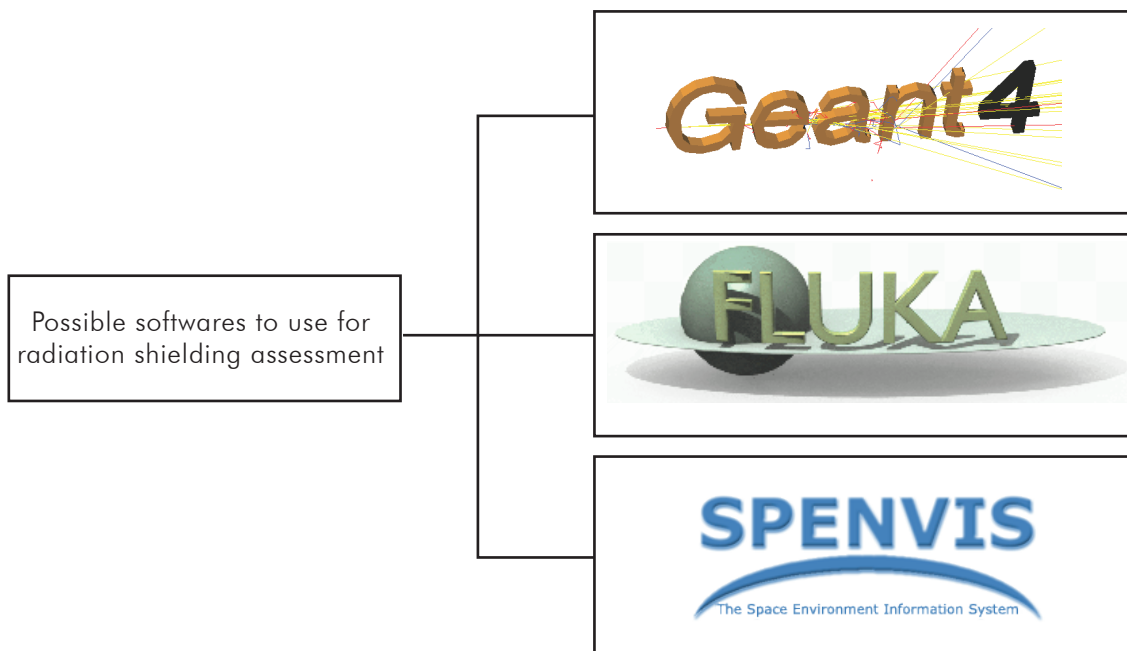 Possible softwares to use for
radiation shielding assessment
Geant4
FLUKA
SPENVIS
The Space Environment Information System